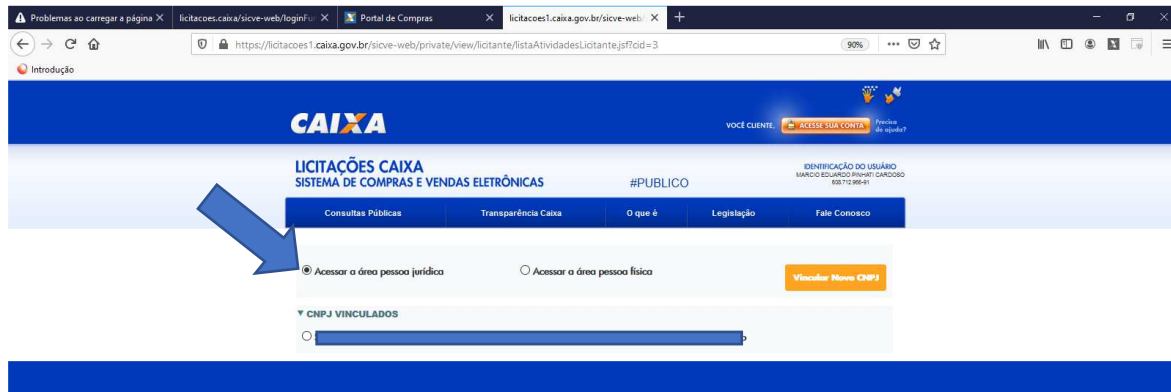 Problemas ao carregar a página
licitacoes.caixa/sicve-web/loginFu
Portal de Compras
licitacoes1.caixa.gov.br/sicve-web/
https://licitacoes1.caixa.gov.br/sicve-web/private/view/licitante/listaAtividadesLicitante.jsf?cid=3
90%
Introdução
CAIXA
VOCÊ CLIENTE,
ACESSE SUA CONTA
Precisa
de ajuda?
LICITAÇÕES CAIXA
SISTEMA DE COMPRAS E VENDAS ELETRÔNICAS
#PUBLICO
IDENTIFICAÇÃO DO USUÁRIO
MARCIO EDUARDO PINHATI CARDOSO
608.712.966-91
Consultas Públicas
Transparência Caixa
O que é
Legislação
Fale Conosco
Acessar a área pessoa jurídica
Acessar a área pessoa física
Vincular Novo CNPJ
CNPJ VINCULADOS